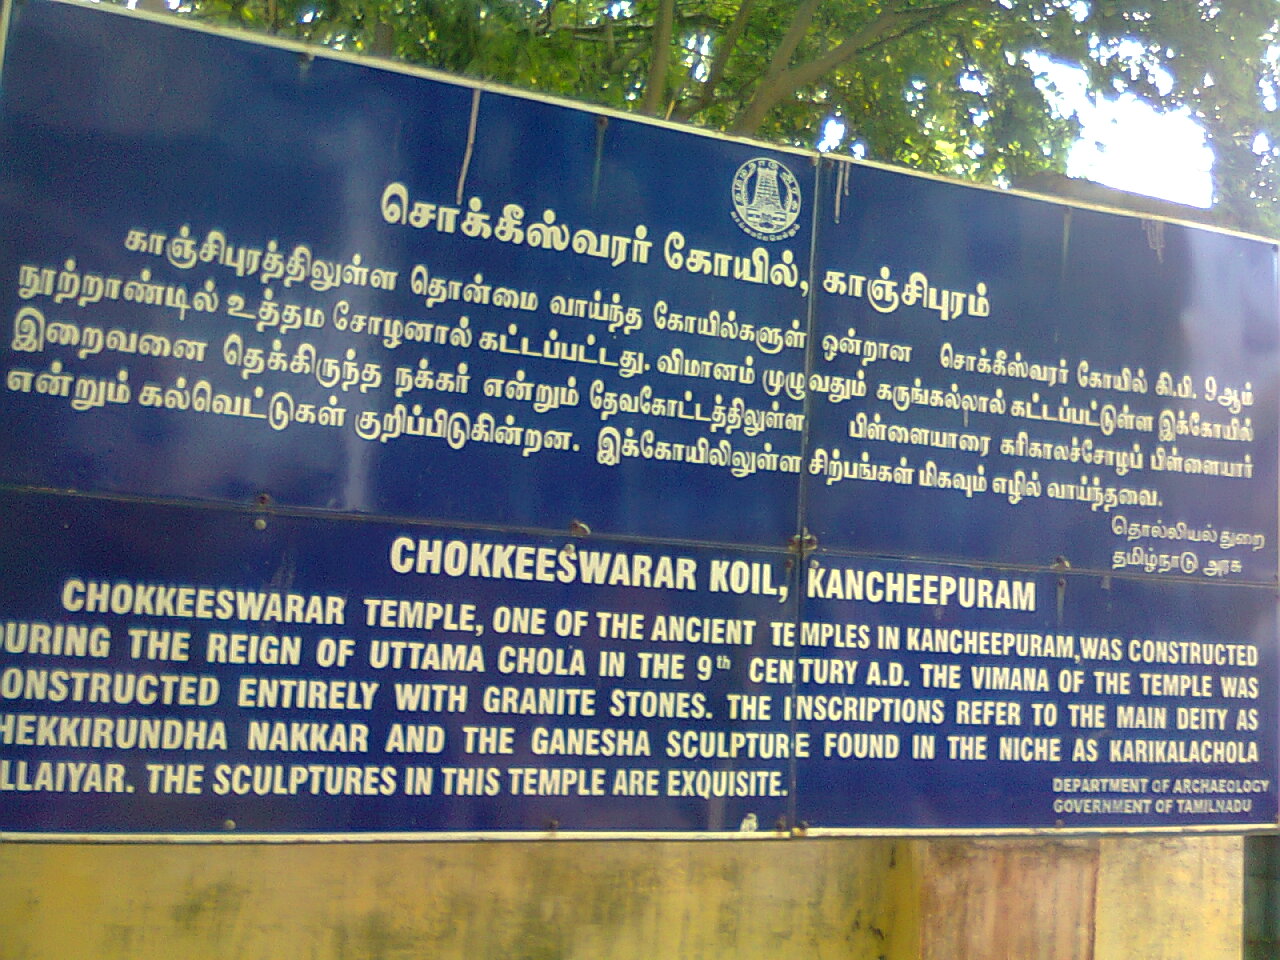 சொக்கீஸ்வரர் கோயில், காஞ்சிபுரம்
காஞ்சிபுரத்திலுள்ள தொன்மை வாய்ந்த கோயில்களுள் ஒன்றான சொக்கீஸ்வரர் கோயில் கி.பி. 9ஆம்
நூற்றாண்டில் உத்தம சோழனால் கட்டப்பட்டது. விமானம் முழுவதும் கருங்கல்லால் கட்டப்பட்டுள்ள இக்கோயில்
இறைவனை தெக்கிருந்த நக்கர் என்றும் தேவகோட்டத்திலுள்ள பிள்ளையாரை கரிகாலச்சோழப் பிள்ளையார்
என்றும் கல்வெட்டுகள் குறிப்பிடுகின்றன. இக்கோயிலிலுள்ள சிற்பங்கள் மிகவும் எழில் வாய்ந்தவை.
தொல்லியல் துறை
தமிழ்நாடு அரசு
CHOKKEESWARAR KOIL, KANCHEEPURAM
CHOKKEESWARAR TEMPLE, ONE OF THE ANCIENT TEMPLES IN KANCHEEPURAM,WAS CONSTRUCTED
DURING THE REIGN OF UTTAMA CHOLA IN THE 9th CENTURY A.D. THE VIMANA OF THE TEMPLE WAS
ONSTRUCTED ENTIRELY WITH GRANITE STONES. THE INSCRIPTIONS REFER TO THE MAIN DEITY AS
HEKKIRUNDHA NAKKAR AND THE GANESHA SCULPTURE FOUND IN THE NICHE AS KARIKALACHOLA
LLAIYAR. THE SCULPTURES IN THIS TEMPLE ARE EXQUISITE.
DEPARTMENT OF ARCHAEOLOGY
GOVERNMENT OF TAMILNADU